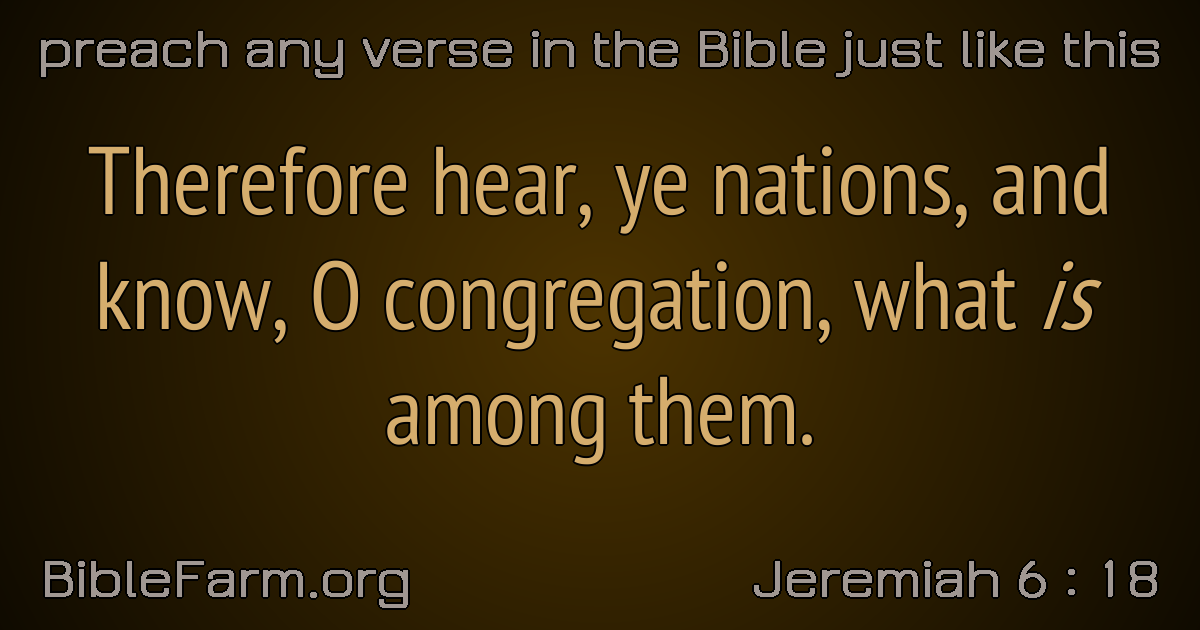 preach any verse in the Bible just like this
Therefore hear, ye nations, and
know, O congregation, what is
among them.
BibleFarm.org
Jeremiah 6 : 18